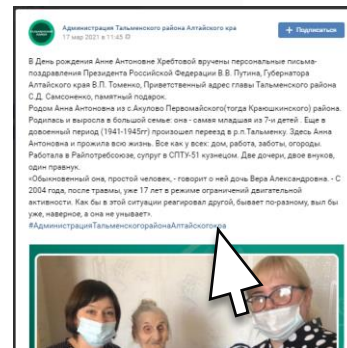 Администрация Тальменского района Алтайского кра
17 мар 2021 в 11:45
+ Подписаться
В День рождения Анне Антоновне Хребтовой вручены персональные письма-
поздравления Президента Российской Федерации В.В. Путина, Губернатора
Алтайского края В.П. Томенко, Приветственный адрес главы Тальменского района
С.Д. Самсоненко, памятный подарок.
Родом Анна Антоновна из с.Акулово Первомайского(тогда Краюшкинского) района.
Родилась и выросла в большой семье: она - самая младшая из 7-и детей . Еще в
довоенный период (1941-1945гг) произошел переезд в р.п.Тальменку. Здесь Анна
Антоновна и прожила всю жизнь. Все как у всех: дом, работа, заботы, огороды.
Работала в Райпотребсоюзе, супруг в СПТУ-51 кузнецом. Две дочери, двое внуков,
один правнук.
«Обыкновенный она, простой человек, - говорит о ней дочь Вера Александровна. - С
2004 года, после травмы, уже 17 лет в режиме ограничений двигательной
активности. Как бы в этой ситуации реагировал другой, бывает по-разному, выл бы
уже, наверное, а она не унывает».
#АдминистрацияТальменскогорайонаАлтайскогокра